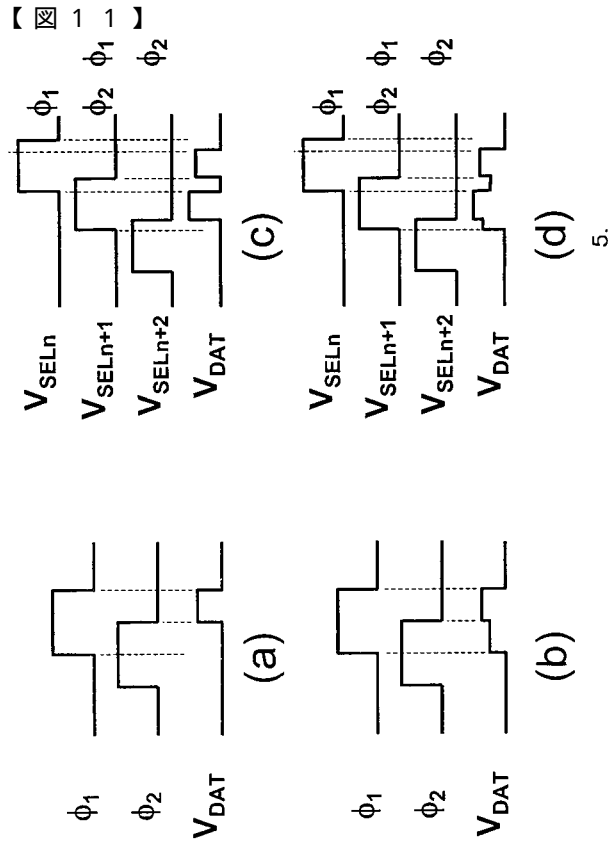 【図11】
φ1
φ2
VDAT
(a)
φ1
φ2
VDAT
(b)
VSELn φ1
VSELn+1 φ2 φ1
VSELn+2 φ2
VDAT
(c)
VSELn φ1
VSELn+1 φ2 φ1
VSELn+2 φ2
VDAT
(d)
5.